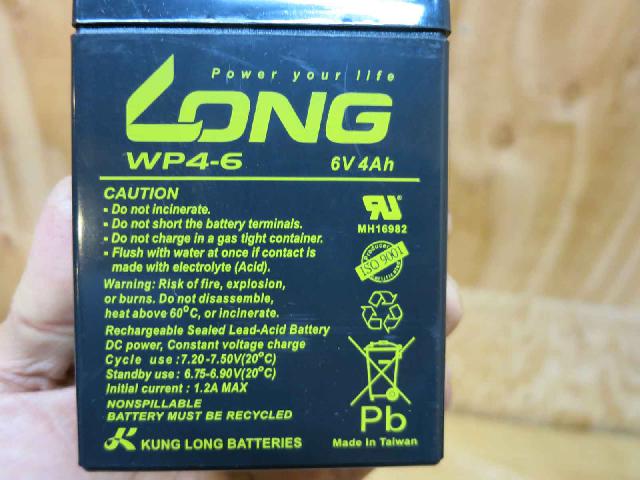 Power your life
LONG
WP4-6 6V 4Ah
CAUTION
- Do not incinerate.
- Do not short the battery terminals.
- Do not charge in a gas tight container.
- Flush with water at once if contact is
made with electrolyte (Acid).
Warning: Risk of fire, explosion,
or burns. Do not disassemble,
heat above 60°C, or incinerate.
Rechargeable Sealed Lead-Acid Battery
DC power, Constant voltage charge
Cycle use : 7.20-7.50V(20°C)
Standby use : 6.75-6.90V(20°C)
Initial current : 1.2A MAX
NONSPILLABLE
BATTERY MUST BE RECYCLED
KUNG LONG BATTERIES
MH16982
Producer
ISO 9001
Pb
Made in Taiwan